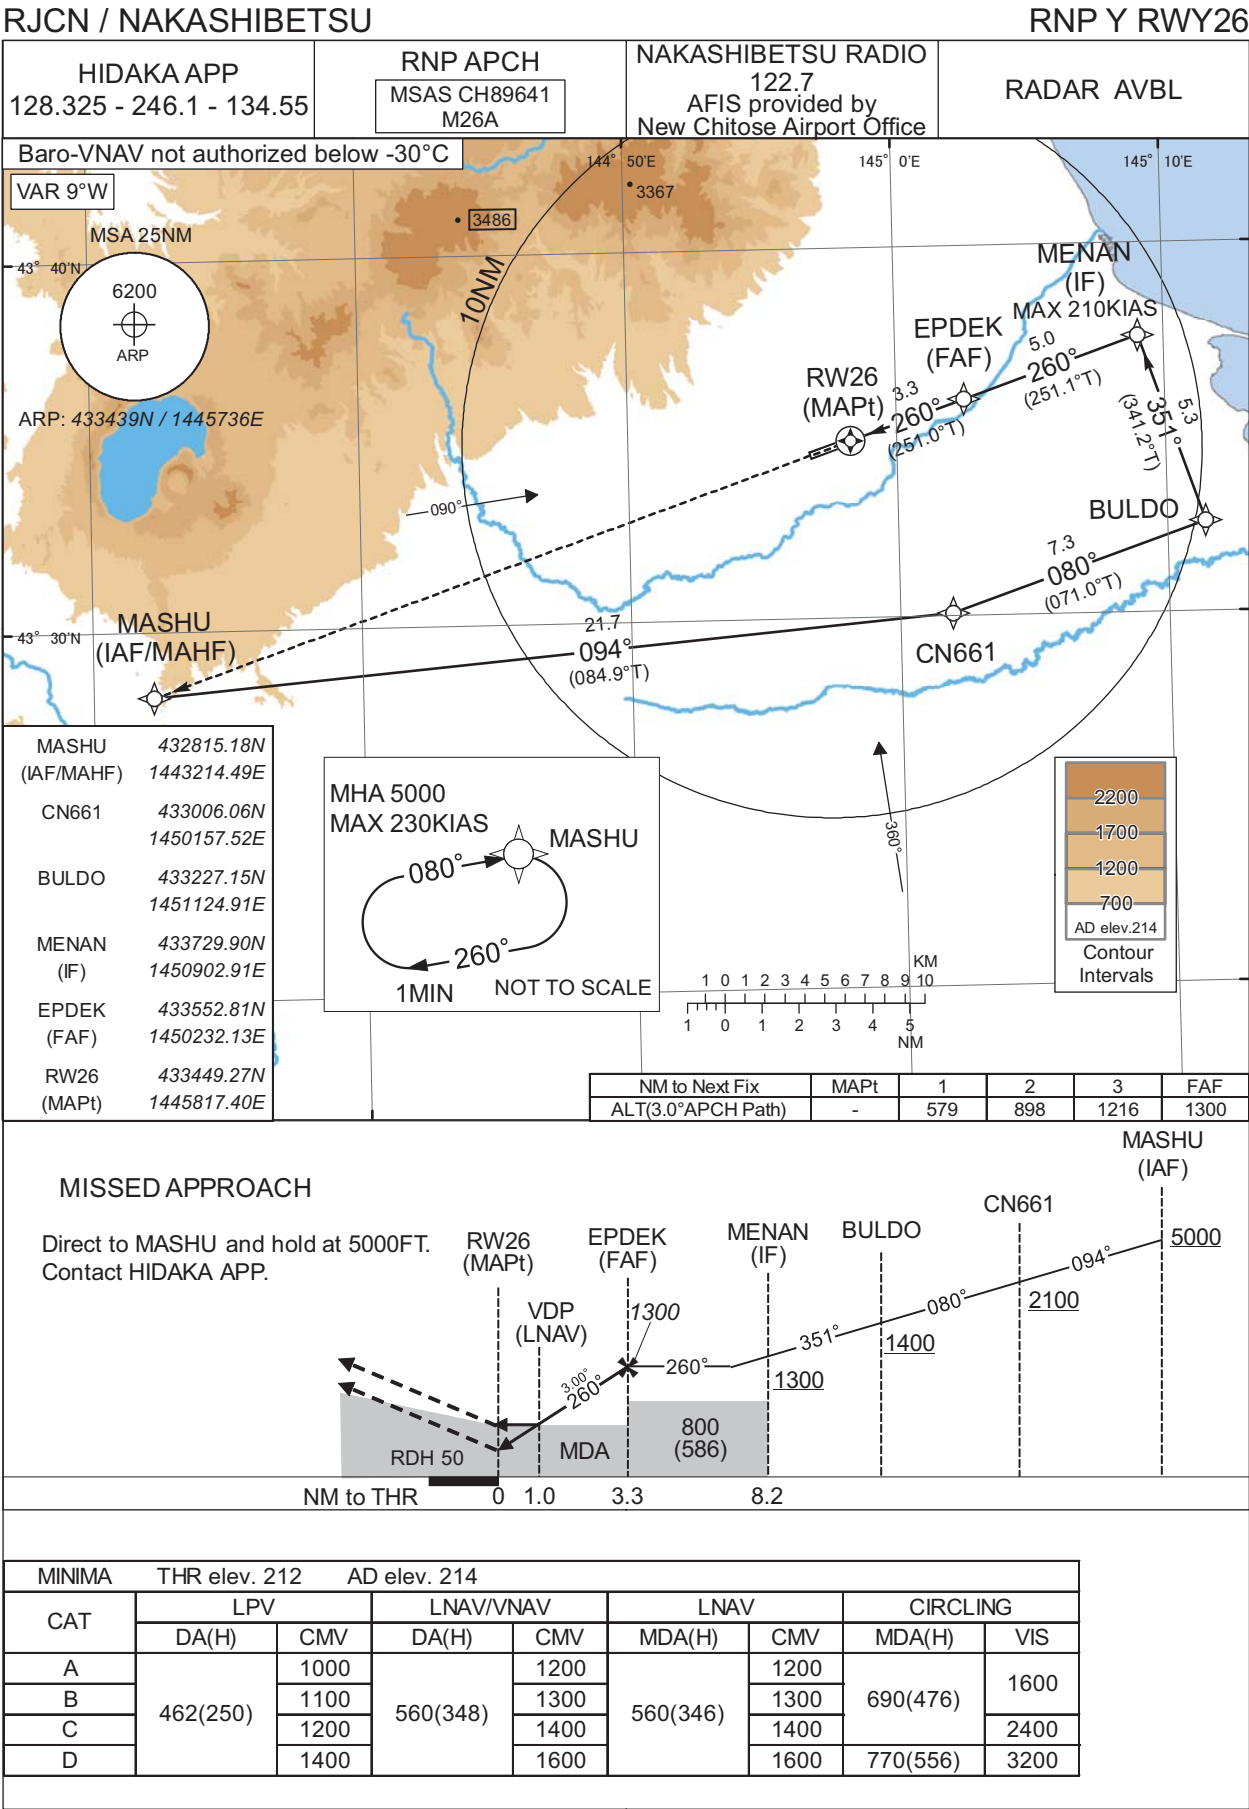 RJCN / NAKASHIBETSU
RNP Y RWY26
HIDAKA APP
128.325 - 246.1 - 134.55
RNP APCH
MSAS CH89641
M26A
NAKASHIBETSU RADIO
122.7
AFIS provided by
New Chitose Airport Office
RADAR AVBL
Baro-VNAV not authorized below -30°C
VAR 9°W
MSA 25NM
6200
ARP
ARP: 433439N / 1445736E
144° 50'E
145° 0'E
145° 10'E
43° 40'N
43° 30'N
3486
3367
10NM
MENAN
(IF)
MAX 210KIAS
EPDEK
(FAF)
5.0
260°
(251.1°T)
RW26
(MAPt)
3.3
260°
(251.0°T)
5.3
351°
(341.2°T)
BULDO
7.3
080°
(071.0°T)
CN661
090°
MASHU
(IAF/MAHF)
21.7
094°
(084.9°T)
360°
MASHU 432815.18N
(IAF/MAHF) 1443214.49E
CN661 433006.06N
1450157.52E
BULDO 433227.15N
1451124.91E
MENAN 433729.90N
(IF) 1450902.91E
EPDEK 433552.81N
(FAF) 1450232.13E
RW26 433449.27N
(MAPt) 1445817.40E
MHA 5000
MAX 230KIAS
MASHU
080°
260°
1MIN
NOT TO SCALE
2200
1700
1200
700
AD elev.214
Contour
Intervals
KM
1 0 1 2 3 4 5 6 7 8 9 10
1 0 1 2 3 4 5
NM
NM to Next Fix MAPt 1 2 3 FAF
ALT(3.0°APCH Path) - 579 898 1216 1300
MISSED APPROACH
Direct to MASHU and hold at 5000FT.
Contact HIDAKA APP.
RW26
(MAPt)
VDP
(LNAV)
EPDEK
(FAF)
1300
MENAN
(IF)
BULDO
CN661
MASHU
(IAF)
5000
094°
2100
080°
1400
351°
1300
260°
3.00°
260°
800
(586)
MDA
RDH 50
NM to THR 0 1.0 3.3 8.2
MINIMA THR elev. 212 AD elev. 214
CAT LPV LNAV/VNAV LNAV CIRCLING
DA(H) CMV DA(H) CMV MDA(H) CMV MDA(H) VIS
A 462(250) 1000 560(348) 1200 560(346) 1200 690(476) 1600
B 1100 1300 1300
C 1200 1400 1400 2400
D 1400 1600 1600 770(556) 3200